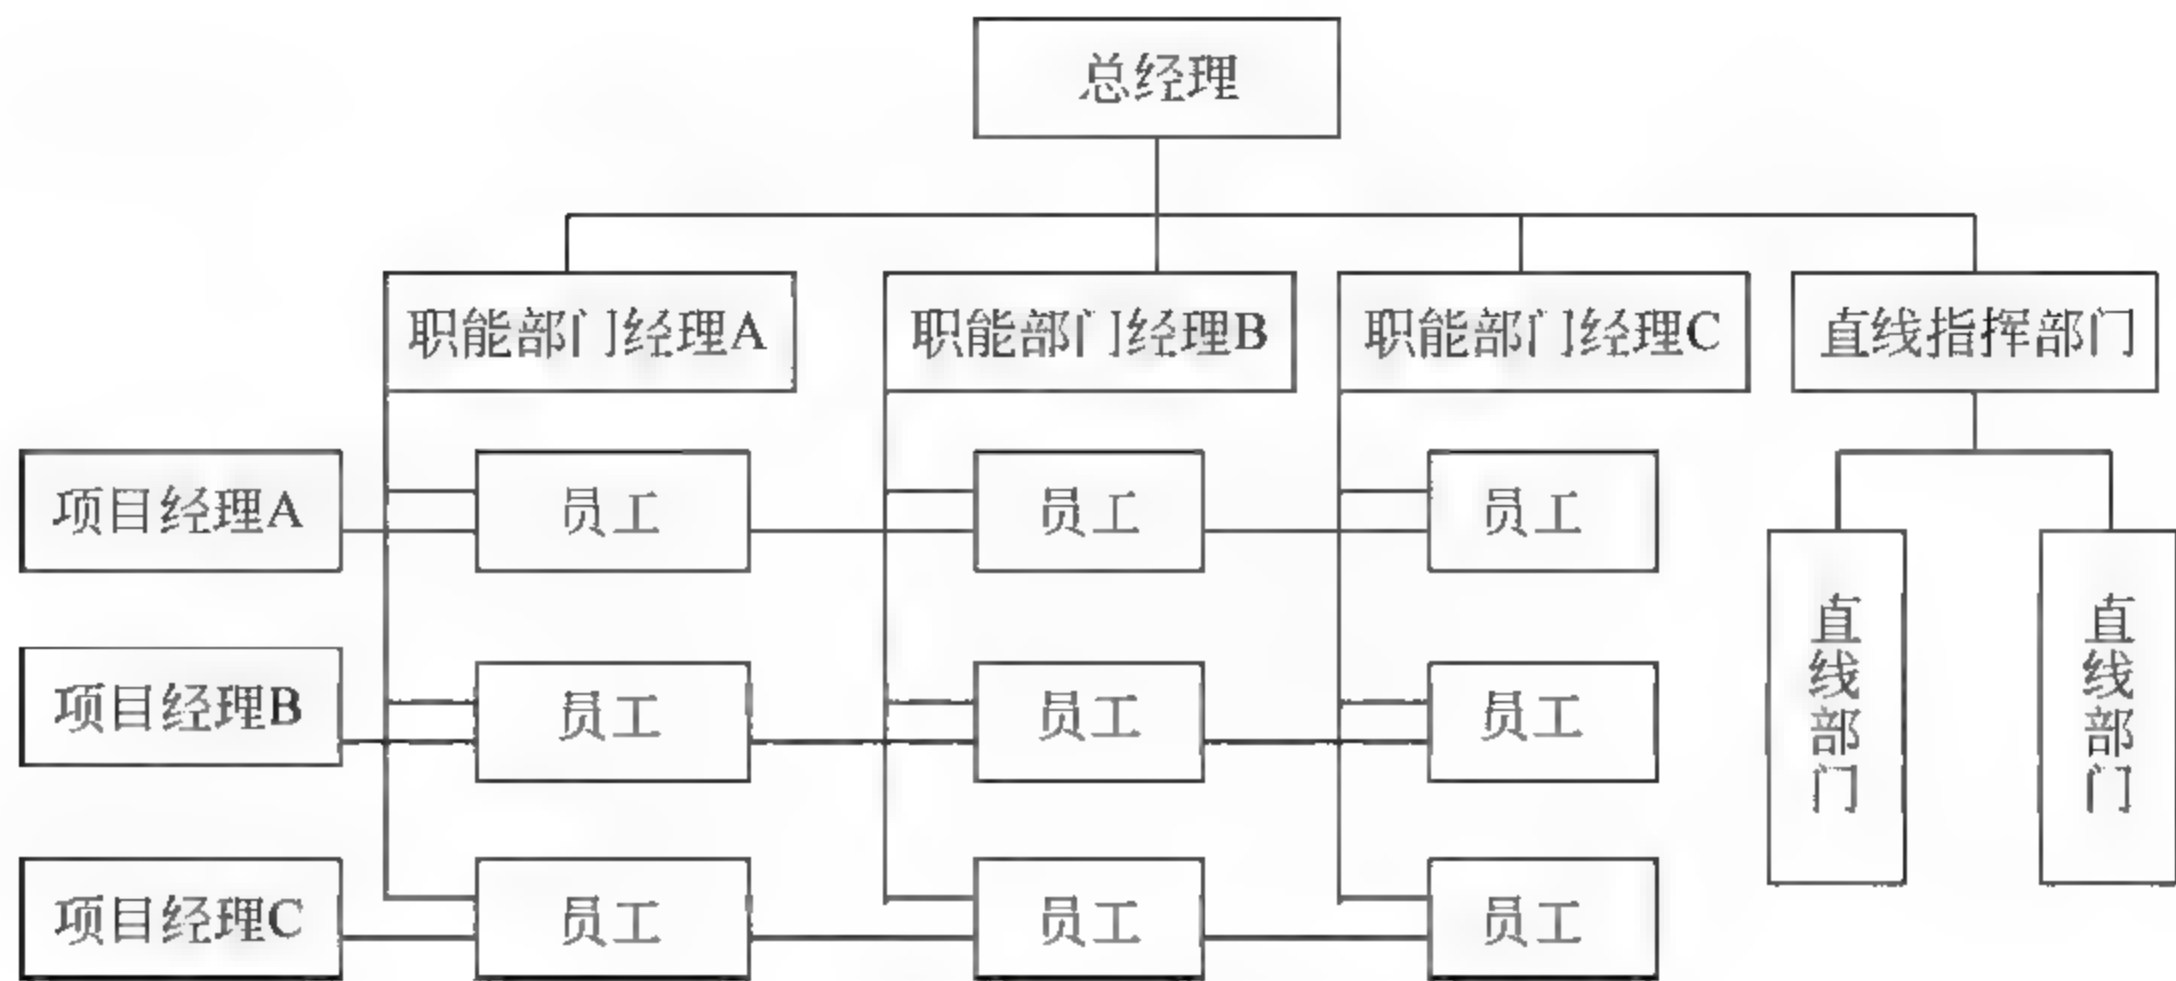 总经理
职能部门经理A
职能部门经理B
职能部门经理C
直线指挥部门
项目经理A
员工
员工
员工
项目经理B
员工
员工
员工
项目经理C
员工
员工
员工
直线部门
直线部门